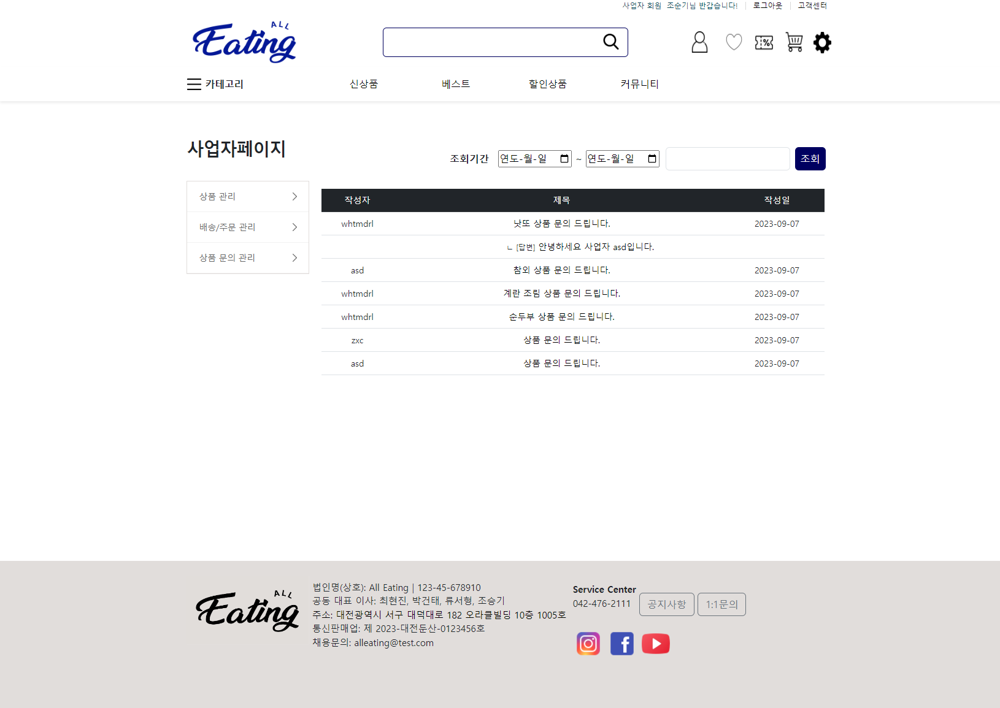 사업자 회원 조순기님 반갑습니다! 로그아웃 고객센터
ALL
Eating
카테고리 신상품 베스트 할인상품 커뮤니티
사업자페이지
조회기간 연도-월-일 ~ 연도-월-일 조회
상품 관리
배송/주문 관리
상품 문의 관리
작성자 제목 작성일
whtmdrl 낫또 상품 문의 드립니다. 2023-09-07
ㄴ [답변] 안녕하세요 사업자 asd입니다.
asd 참외 상품 문의 드립니다. 2023-09-07
whtmdrl 계란 조림 상품 문의 드립니다. 2023-09-07
whtmdrl 순두부 상품 문의 드립니다. 2023-09-07
zxc 상품 문의 드립니다. 2023-09-07
asd 상품 문의 드립니다. 2023-09-07
ALL
Eating
법인명(상호): All Eating | 123-45-678910
공동 대표 이사: 최현진, 박건태, 류서형, 조승기
주소: 대전광역시 서구 대덕대로 182 오라클빌딩 10층 1005호
통신판매업: 제 2023-대전둔산-0123456호
채용문의: alleating@test.com
Service Center
042-476-2111 공지사항 1:1문의